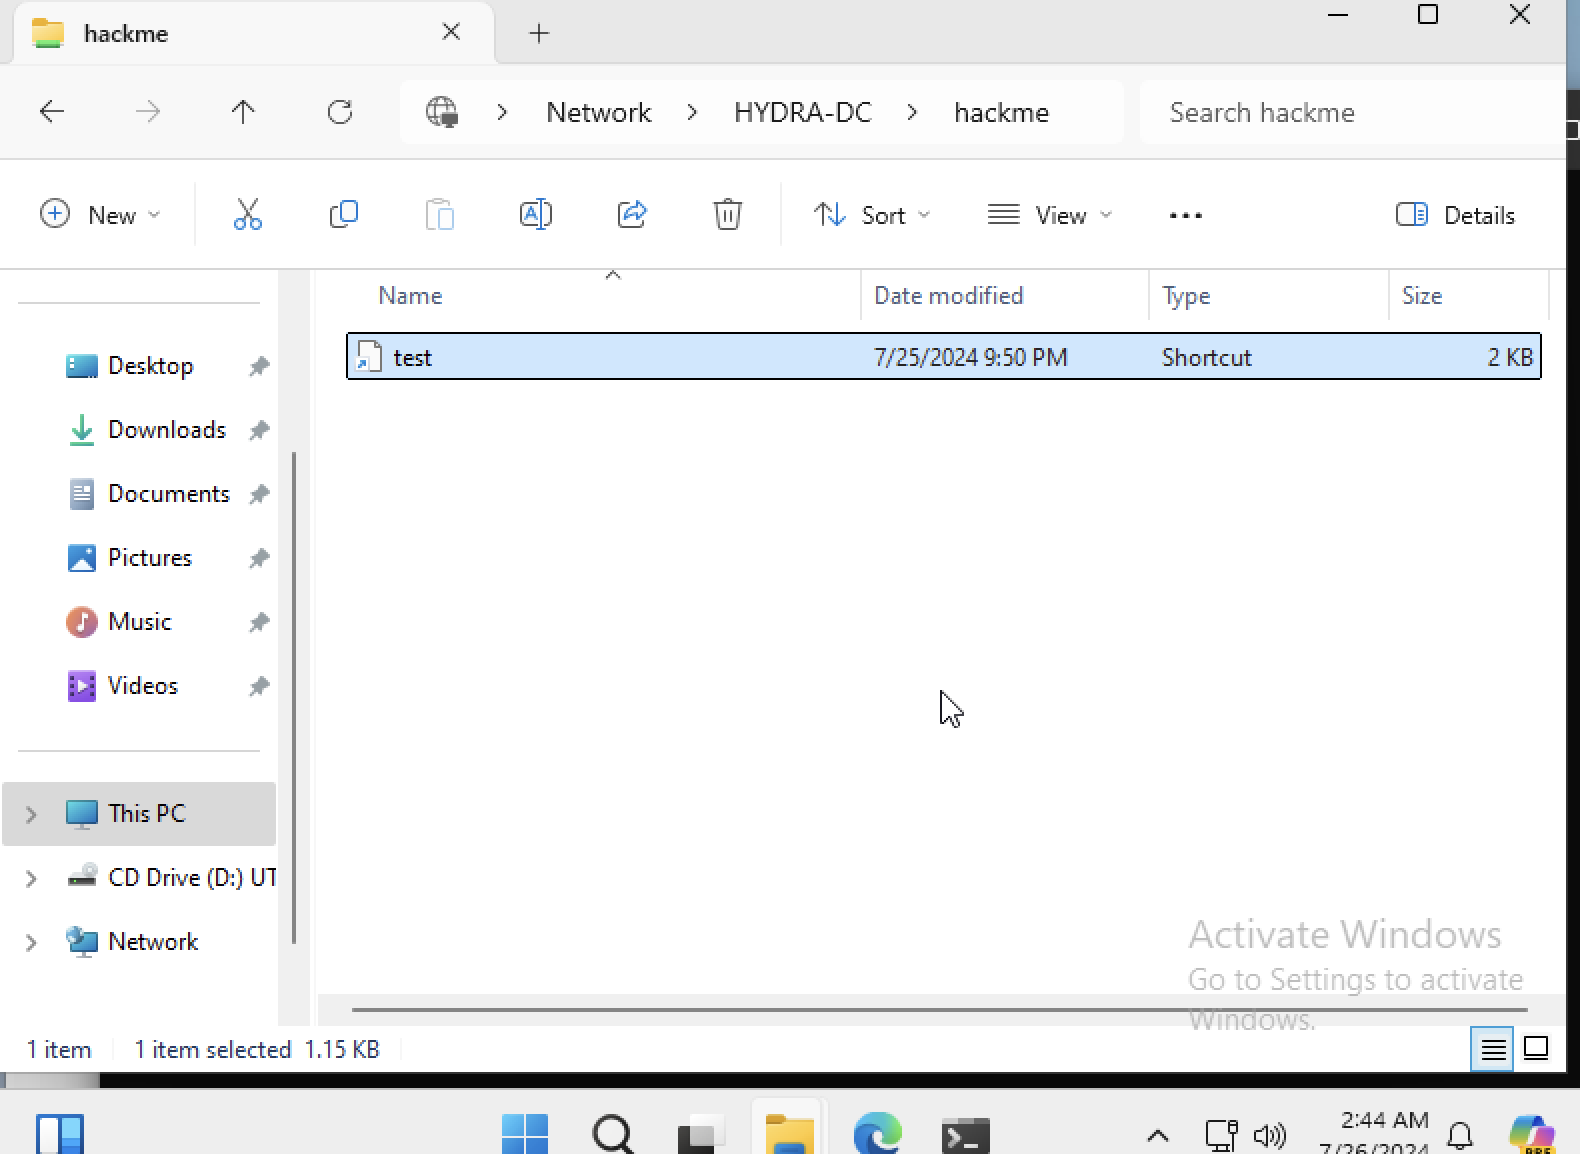 hackme
Network > HYDRA-DC > hackme
Search hackme
New
Sort
View
Details
Name Date modified Type Size
test 7/25/2024 9:50 PM Shortcut 2 KB
Desktop
Downloads
Documents
Pictures
Music
Videos
This PC
CD Drive (D:) UT
Network
Activate Windows
Go to Settings to activate
Windows.
1 item 1 item selected 1.15 KB
2:44 AM
7/26/2024
PRE